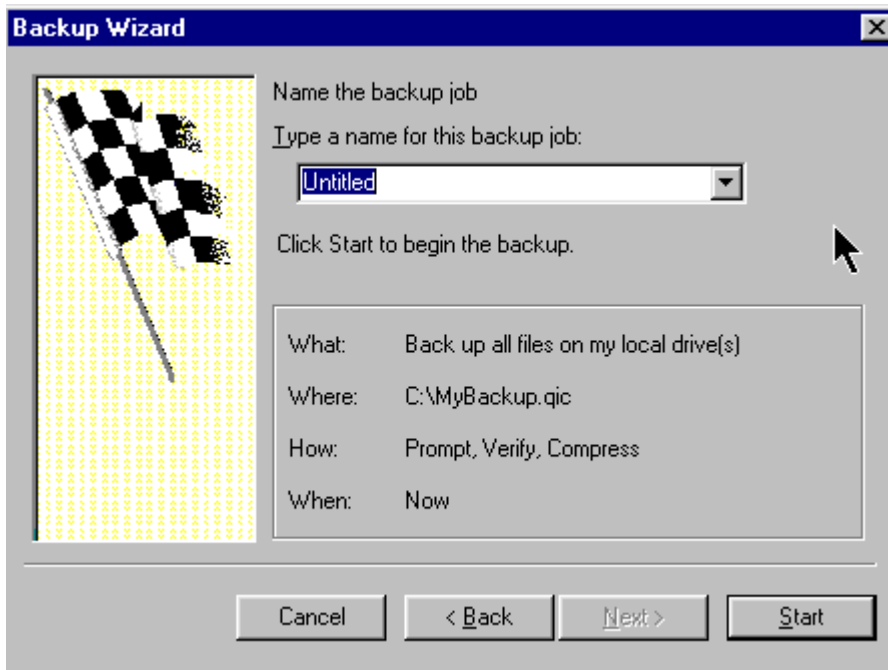 Backup Wizard
Name the backup job
Type a name for this backup job:
Untitled
Click Start to begin the backup.
What: Back up all files on my local drive(s)
Where: C:\MyBackup.qic
How: Prompt, Verify, Compress
When: Now
Cancel < Back Next > Start